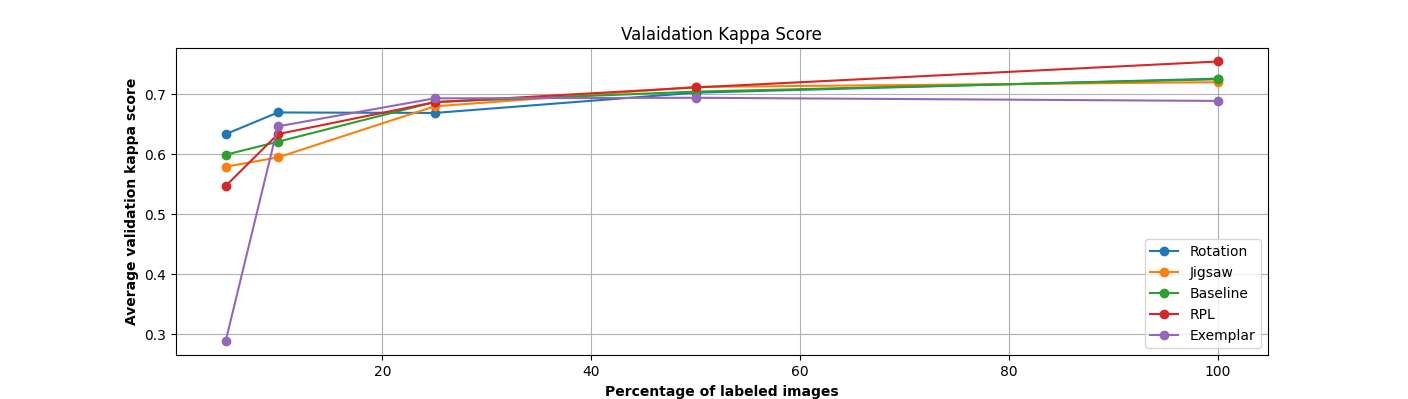 Valaidation Kappa Score
Average validation kappa score
0.7
0.6
0.5
0.4
0.3
20 40 60 80 100
Percentage of labeled images
Rotation
Jigsaw
Baseline
RPL
Exemplar